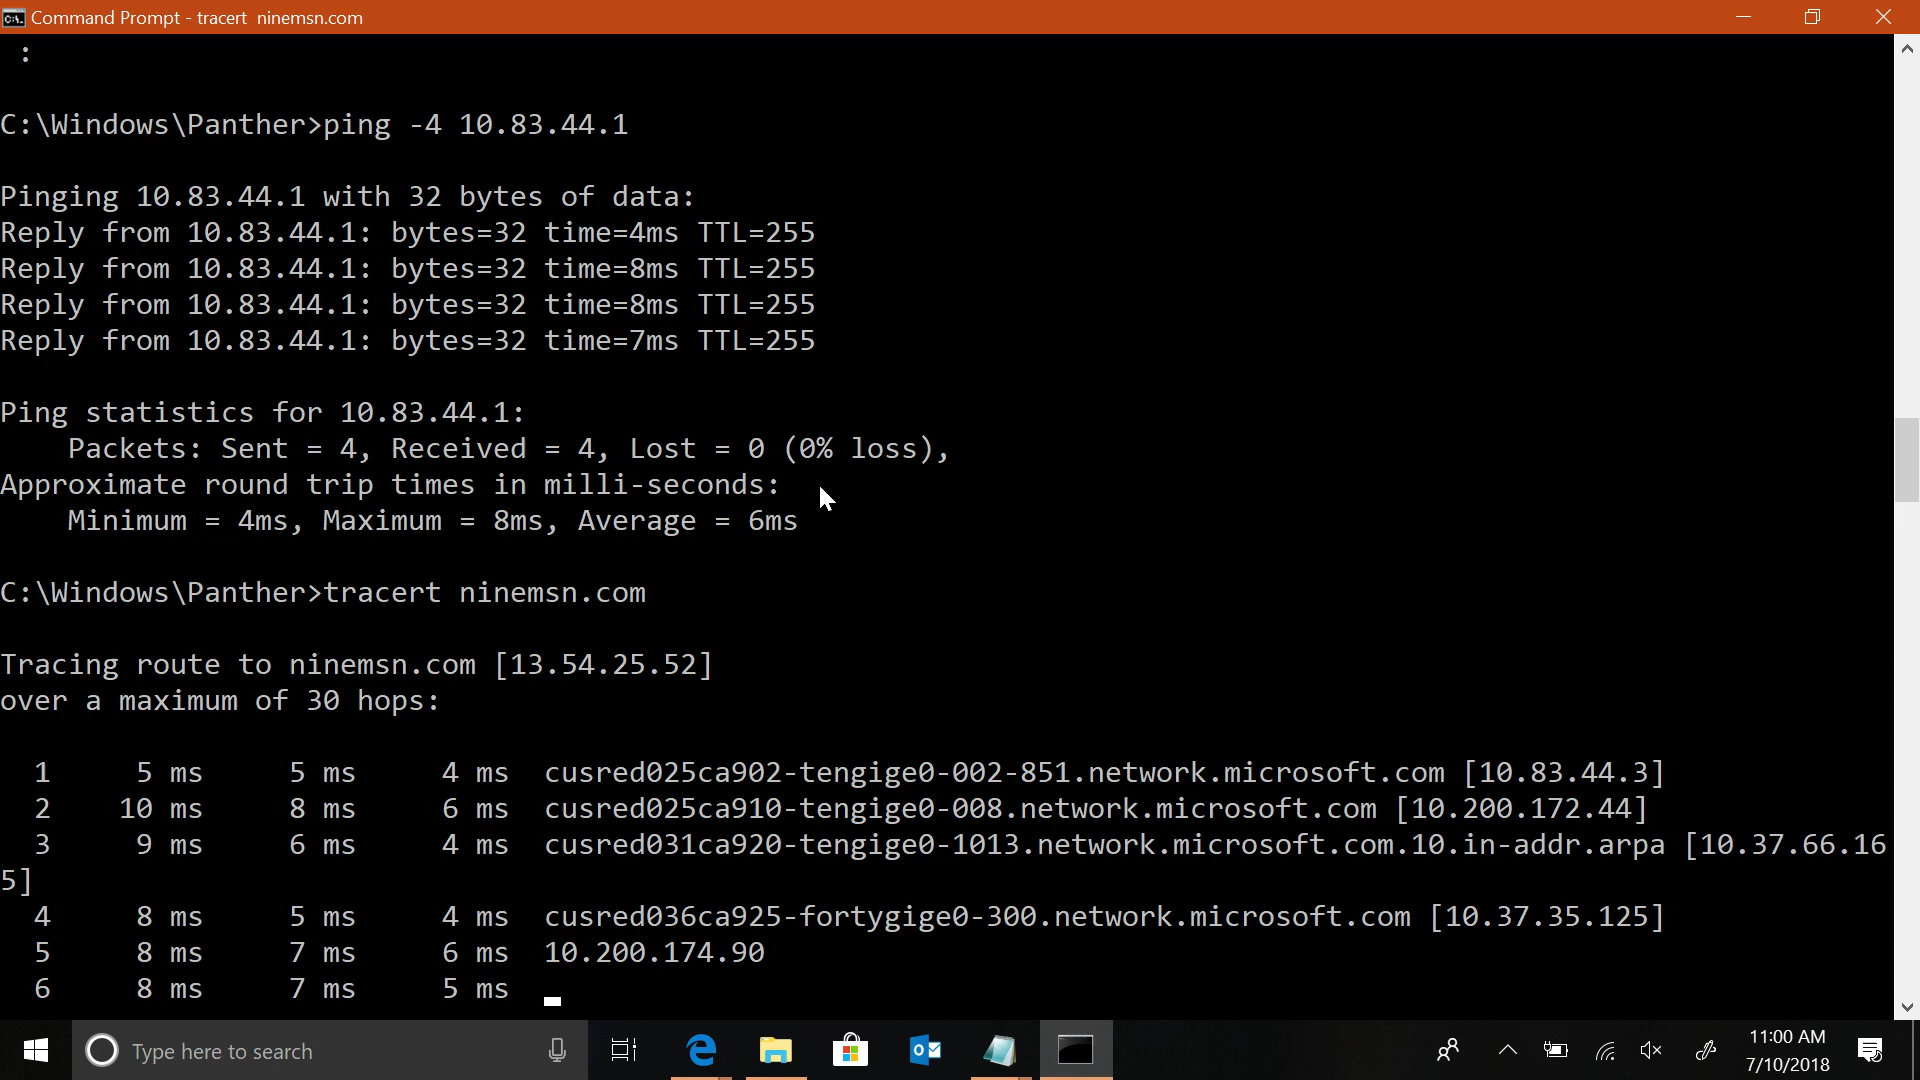 Command Prompt - tracert  ninemsn.com
 :
C:\Windows\Panther>ping -4 10.83.44.1
Pinging 10.83.44.1 with 32 bytes of data:
Reply from 10.83.44.1: bytes=32 time=4ms TTL=255
Reply from 10.83.44.1: bytes=32 time=8ms TTL=255
Reply from 10.83.44.1: bytes=32 time=8ms TTL=255
Reply from 10.83.44.1: bytes=32 time=7ms TTL=255
Ping statistics for 10.83.44.1:
    Packets: Sent = 4, Received = 4, Lost = 0 (0% loss),
Approximate round trip times in milli-seconds:
    Minimum = 4ms, Maximum = 8ms, Average = 6ms
C:\Windows\Panther>tracert ninemsn.com
Tracing route to ninemsn.com [13.54.25.52]
over a maximum of 30 hops:
  1     5 ms     5 ms     4 ms  cusred025ca902-tengige0-002-851.network.microsoft.com [10.83.44.3]
  2    10 ms     8 ms     6 ms  cusred025ca910-tengige0-008.network.microsoft.com [10.200.172.44]
  3     9 ms     6 ms     4 ms  cusred031ca920-tengige0-1013.network.microsoft.com.10.in-addr.arpa [10.37.66.16
5]
  4     8 ms     5 ms     4 ms  cusred036ca925-fortygige0-300.network.microsoft.com [10.37.35.125]
  5     8 ms     7 ms     6 ms  10.200.174.90
  6     8 ms     7 ms     5 ms
Type here to search
11:00 AM
7/10/2018